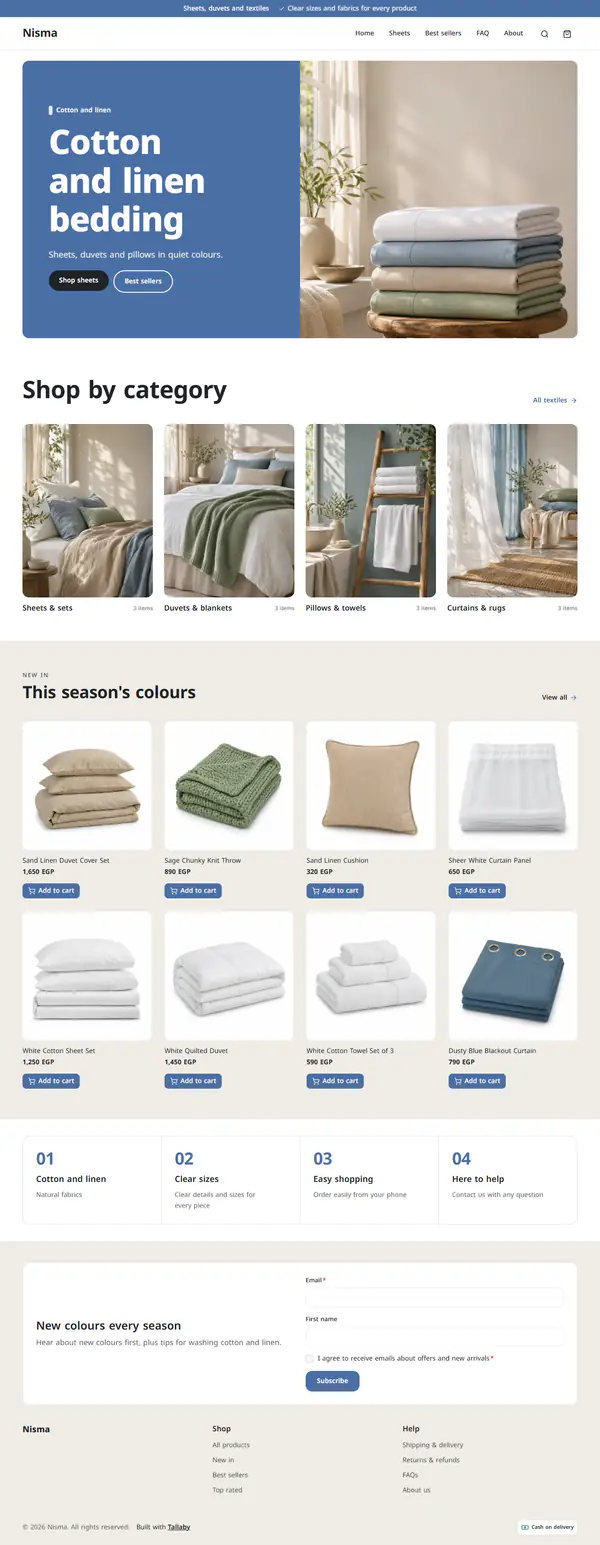 Sheets, duvets and textiles ✓ Clear sizes and fabrics for every product
Nisma
Home Sheets Best sellers FAQ About
Cotton and linen
Cotton
and linen
bedding
Sheets, duvets and pillows in quiet colours.
Shop sheets Best sellers
Shop by category
All textiles →
Sheets & sets 3 items
Duvets & blankets 3 items
Pillows & towels 3 items
Curtains & rugs 3 items
NEW IN
This season's colours
View all →
Sand Linen Duvet Cover Set
1,650 EGP
Add to cart
Sage Chunky Knit Throw
890 EGP
Add to cart
Sand Linen Cushion
320 EGP
Add to cart
Sheer White Curtain Panel
650 EGP
Add to cart
White Cotton Sheet Set
1,250 EGP
Add to cart
White Quilted Duvet
1,450 EGP
Add to cart
White Cotton Towel Set of 3
590 EGP
Add to cart
Dusty Blue Blackout Curtain
790 EGP
Add to cart
01
Cotton and linen
Natural fabrics
02
Clear sizes
Clear details and sizes for
every piece
03
Easy shopping
Order easily from your phone
04
Here to help
Contact us with any question
New colours every season
Hear about new colours first, plus tips for washing cotton and linen.
Email *
First name
I agree to receive emails about offers and new arrivals *
Subscribe
Nisma
Shop
All products
New in
Best sellers
Top rated
Help
Shipping & delivery
Returns & refunds
FAQs
About us
© 2026 Nisma. All rights reserved. Built with Tallaby
Cash on delivery